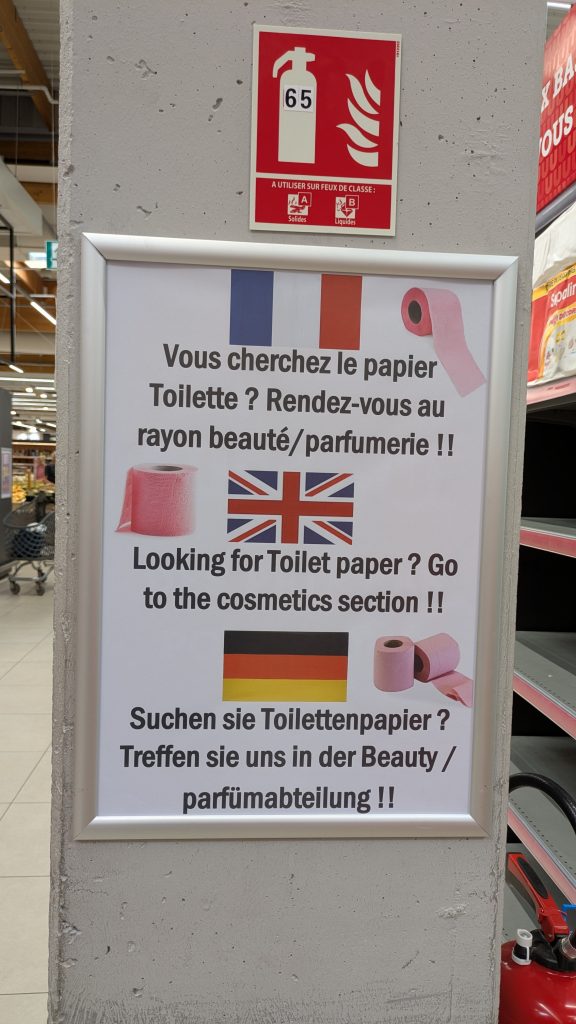 65
A UTILISER SUR FEUX DE CLASSE :
A
B
Solides
Liquides
Vous cherchez le papier
Toilette ? Rendez-vous au
rayon beauté/parfumerie !!
Looking for Toilet paper ? Go
to the cosmetics section !!
Suchen sie Toilettenpapier ?
Treffen sie uns in der Beauty /
parfümabteilung !!